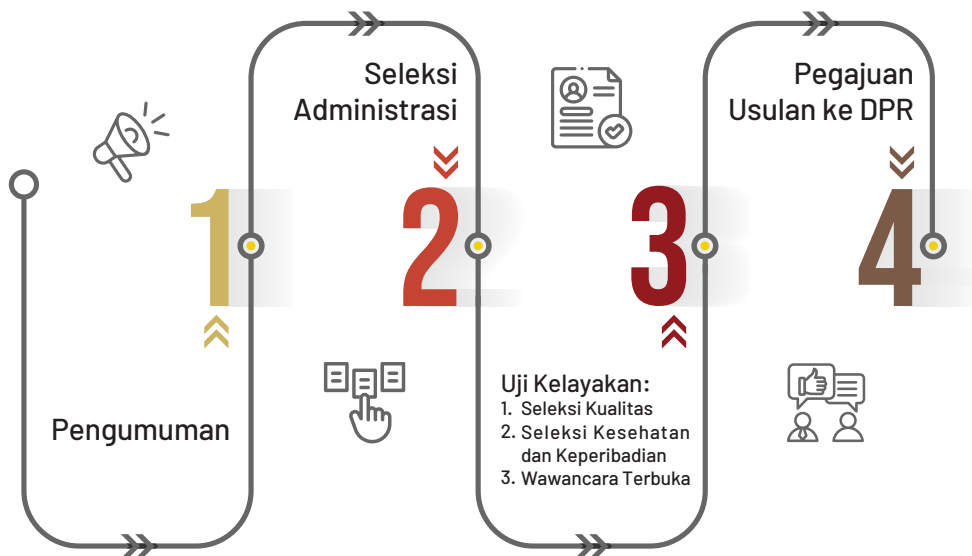 1
Pengumuman
2
Seleksi
Administrasi
3
Uji Kelayakan:
1. Seleksi Kualitas
2. Seleksi Kesehatan
dan Keperibadian
3. Wawancara Terbuka
4
Pegajuan
Usulan ke DPR